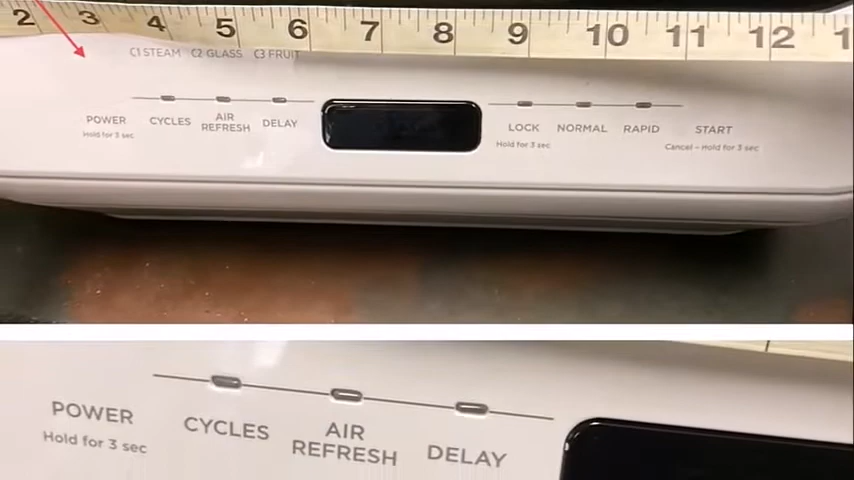 2 3 4 5 6 7 8 9 10 11 12 1
C1 STEAM C2 GLASS C3 FRUIT
POWER
Hold for 3 sec
CYCLES
AIR
REFRESH
DELAY
LOCK
Hold for 3 sec
NORMAL
RAPID
START
Cancel - Hold for 3 sec
POWER
Hold for 3 sec
CYCLES
AIR
REFRESH
DELAY